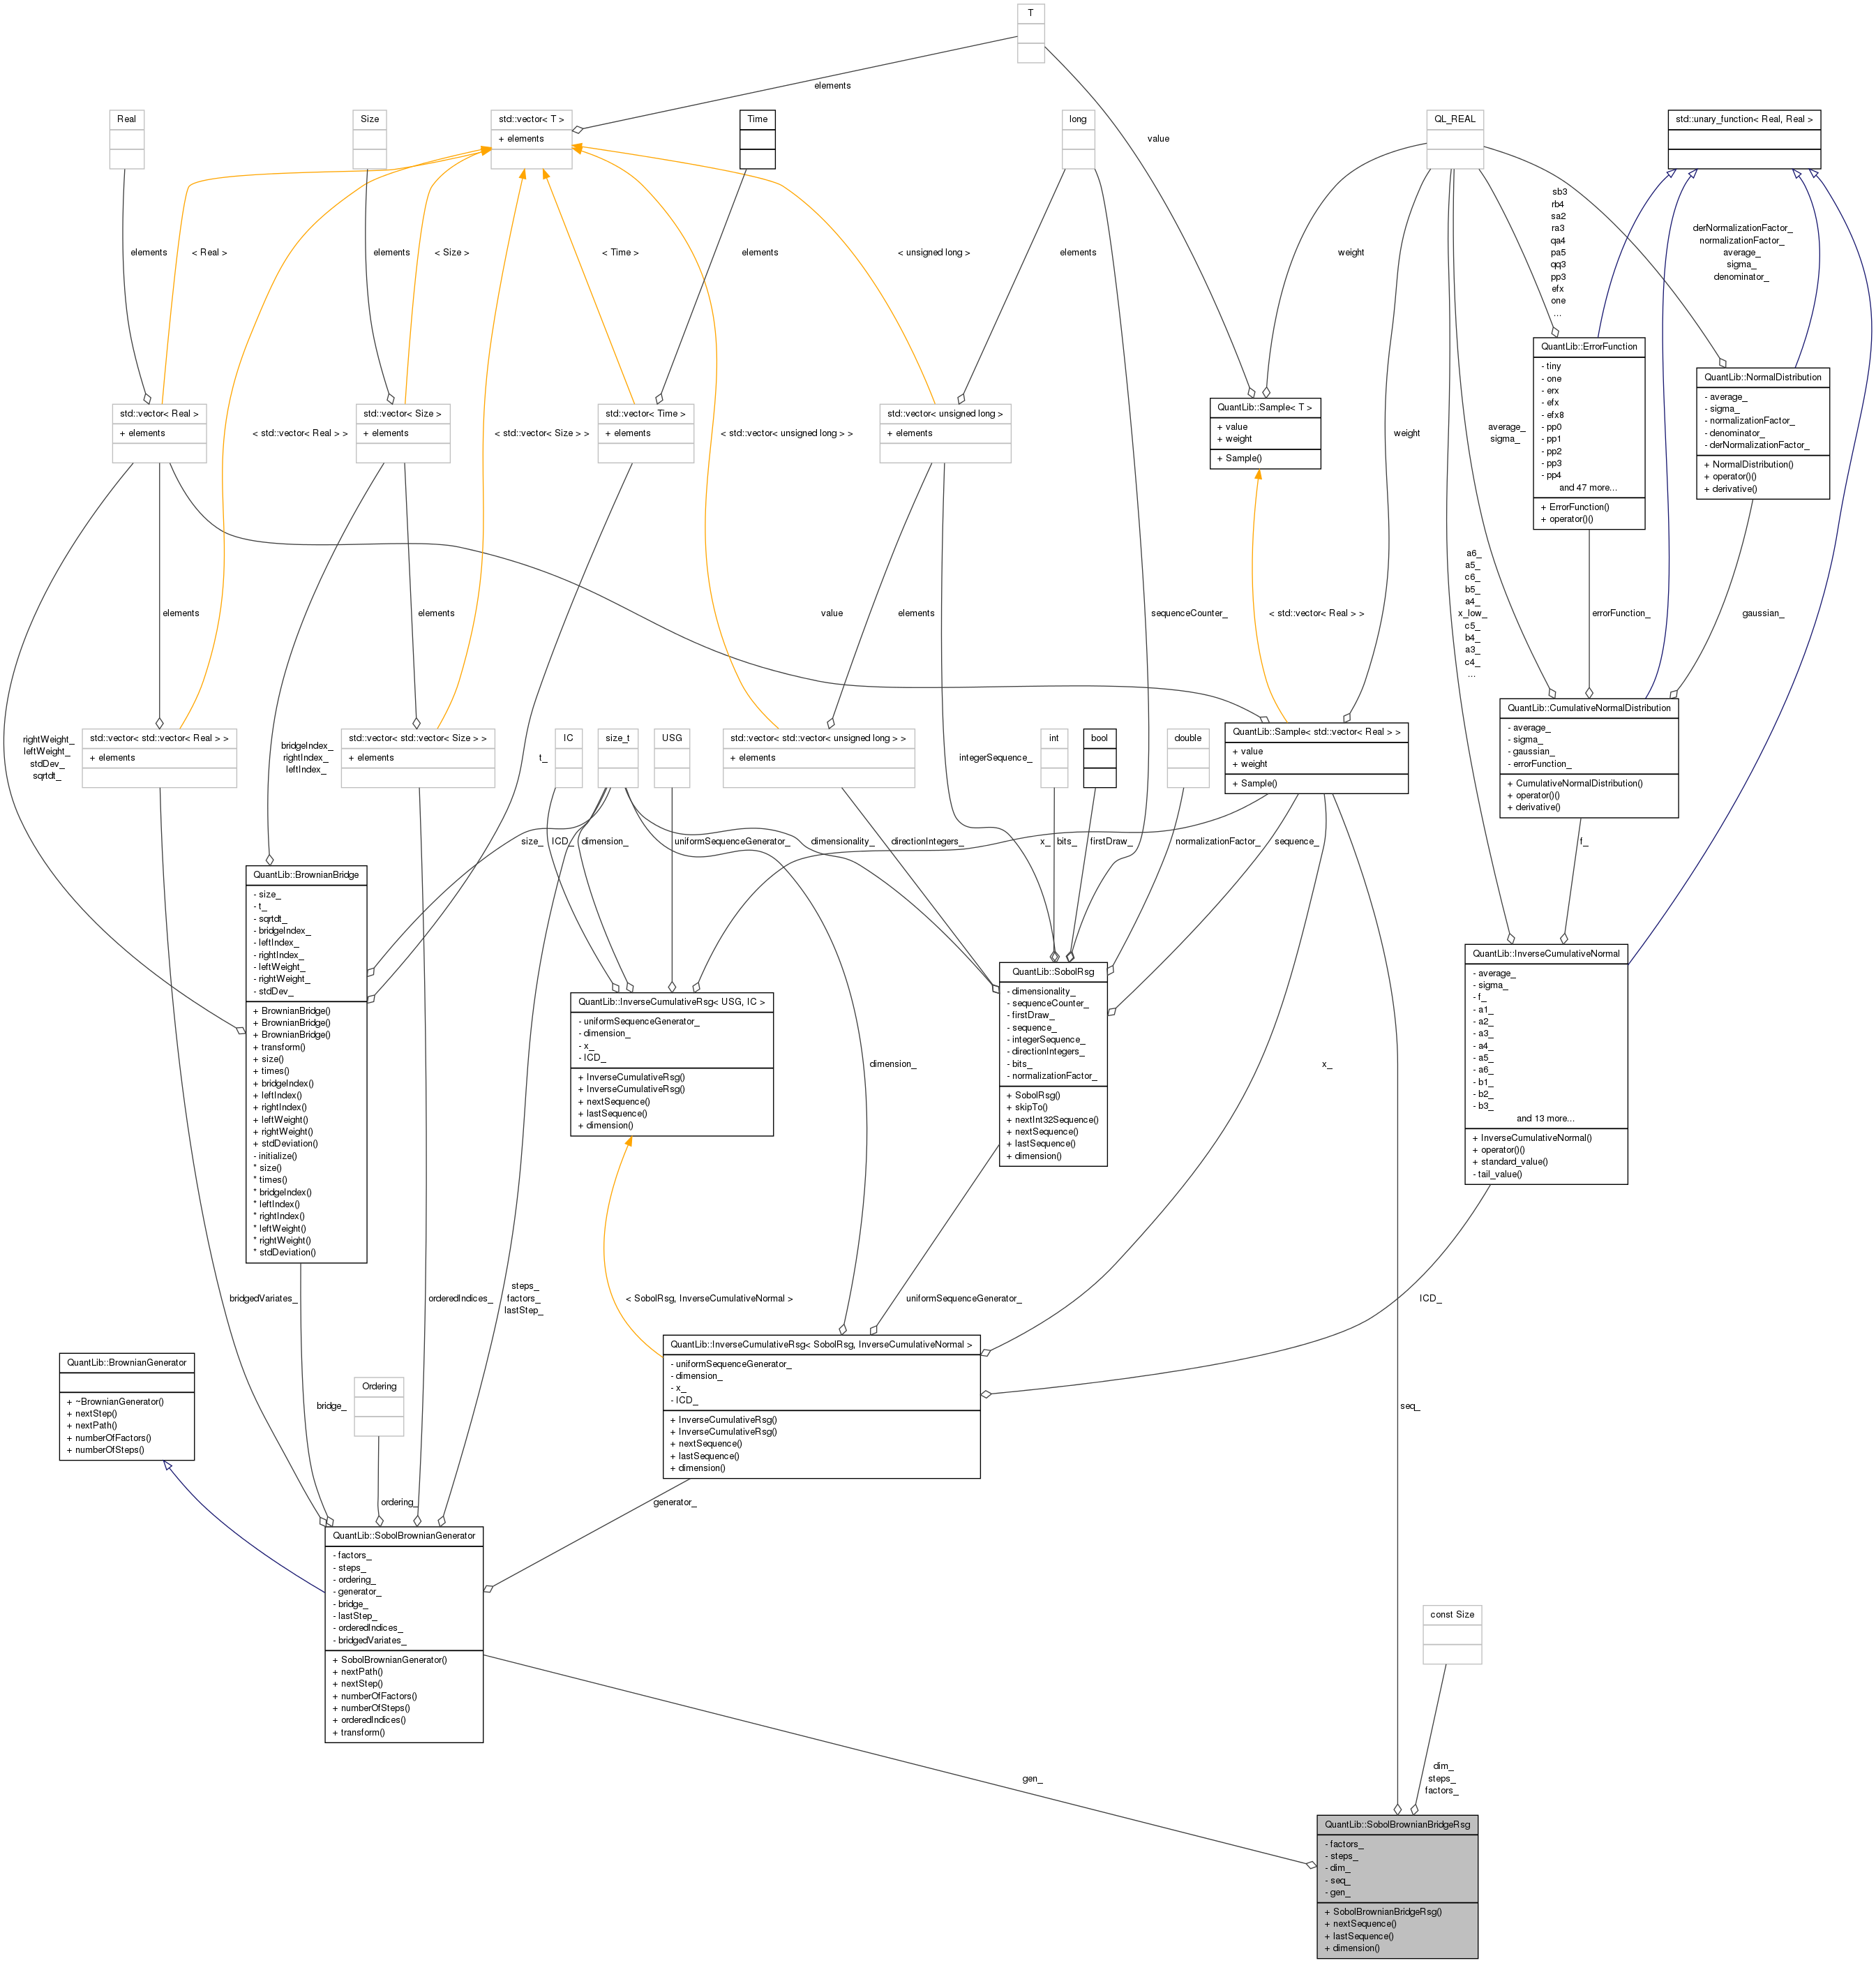 T
elements
value
Real
Size
std::vector< T >
+ elements
Time
long
QL_REAL
std::unary_function< Real, Real >
elements
< Real >
elements
< Size >
< Time >
elements
< unsigned long >
elements
weight
sb3
rb4
sa2
ra3
qa4
pa5
qq3
pp3
efx
one
...
derNormalizationFactor_
normalizationFactor_
average_
sigma_
denominator_
std::vector< Real >
+ elements
< std::vector< Real > >
std::vector< Size >
+ elements
< std::vector< Size > >
std::vector< Time >
+ elements
< std::vector< unsigned long > >
std::vector< unsigned long >
+ elements
QuantLib::Sample< T >
+ value
+ weight
+ Sample()
weight
average_
sigma_
QuantLib::ErrorFunction
- tiny
- one
- erx
- efx
- efx8
- pp0
- pp1
- pp2
- pp3
- pp4
and 47 more...
+ ErrorFunction()
+ operator()()
QuantLib::NormalDistribution
- average_
- sigma_
- normalizationFactor_
- denominator_
- derNormalizationFactor_
+ NormalDistribution()
+ operator()()
+ derivative()
elements
elements
value
elements
sequenceCounter_
< std::vector< Real > >
a6_
a5_
c6_
b5_
a4_
x_low_
c5_
b4_
a3_
c4_
...
errorFunction_
gaussian_
rightWeight_
leftWeight_
stdDev_
sqrtdt_
std::vector< std::vector< Real > >
+ elements
bridgeIndex_
rightIndex_
leftIndex_
std::vector< std::vector< Size > >
+ elements
t_
IC
size_t
USG
std::vector< std::vector< unsigned long > >
+ elements
integerSequence_
int
bool
double
QuantLib::Sample< std::vector< Real > >
+ value
+ weight
+ Sample()
QuantLib::CumulativeNormalDistribution
- average_
- sigma_
- gaussian_
- errorFunction_
+ CumulativeNormalDistribution()
+ operator()()
+ derivative()
size_
ICD_
dimension_
uniformSequenceGenerator_
dimensionality_
directionIntegers_
x_
bits_
firstDraw_
normalizationFactor_
sequence_
f_
QuantLib::BrownianBridge
- size_
- t_
- sqrtdt_
- bridgeIndex_
- leftIndex_
- rightIndex_
- leftWeight_
- rightWeight_
- stdDev_
+ BrownianBridge()
+ BrownianBridge()
+ BrownianBridge()
+ transform()
+ size()
+ times()
+ bridgeIndex()
+ leftIndex()
+ rightIndex()
+ leftWeight()
+ rightWeight()
+ stdDeviation()
- initialize()
* size()
* times()
* bridgeIndex()
* leftIndex()
* rightIndex()
* leftWeight()
* rightWeight()
* stdDeviation()
QuantLib::InverseCumulativeRsg< USG, IC >
- uniformSequenceGenerator_
- dimension_
- x_
- ICD_
+ InverseCumulativeRsg()
+ InverseCumulativeRsg()
+ nextSequence()
+ lastSequence()
+ dimension()
dimension_
QuantLib::SobolRsg
- dimensionality_
- sequenceCounter_
- firstDraw_
- sequence_
- integerSequence_
- directionIntegers_
- bits_
- normalizationFactor_
+ SobolRsg()
+ skipTo()
+ nextInt32Sequence()
+ nextSequence()
+ lastSequence()
+ dimension()
x_
QuantLib::InverseCumulativeNormal
- average_
- sigma_
- f_
- a1_
- a2_
- a3_
- a4_
- a5_
- a6_
- b1_
- b2_
- b3_
and 13 more...
+ InverseCumulativeNormal()
+ operator()()
+ standard_value()
- tail_value()
bridgedVariates_
orderedIndices_
steps_
factors_
lastStep_
< SobolRsg, InverseCumulativeNormal >
uniformSequenceGenerator_
ICD_
QuantLib::BrownianGenerator
+ ~BrownianGenerator()
+ nextStep()
+ nextPath()
+ numberOfFactors()
+ numberOfSteps()
bridge_
Ordering
QuantLib::InverseCumulativeRsg< SobolRsg, InverseCumulativeNormal >
- uniformSequenceGenerator_
- dimension_
- x_
- ICD_
+ InverseCumulativeRsg()
+ InverseCumulativeRsg()
+ nextSequence()
+ lastSequence()
+ dimension()
seq_
ordering_
generator_
QuantLib::SobolBrownianGenerator
- factors_
- steps_
- ordering_
- generator_
- bridge_
- lastStep_
- orderedIndices_
- bridgedVariates_
+ SobolBrownianGenerator()
+ nextPath()
+ nextStep()
+ numberOfFactors()
+ numberOfSteps()
+ orderedIndices()
+ transform()
const Size
gen_
dim_
steps_
factors_
QuantLib::SobolBrownianBridgeRsg
- factors_
- steps_
- dim_
- seq_
- gen_
+ SobolBrownianBridgeRsg()
+ nextSequence()
+ lastSequence()
+ dimension()